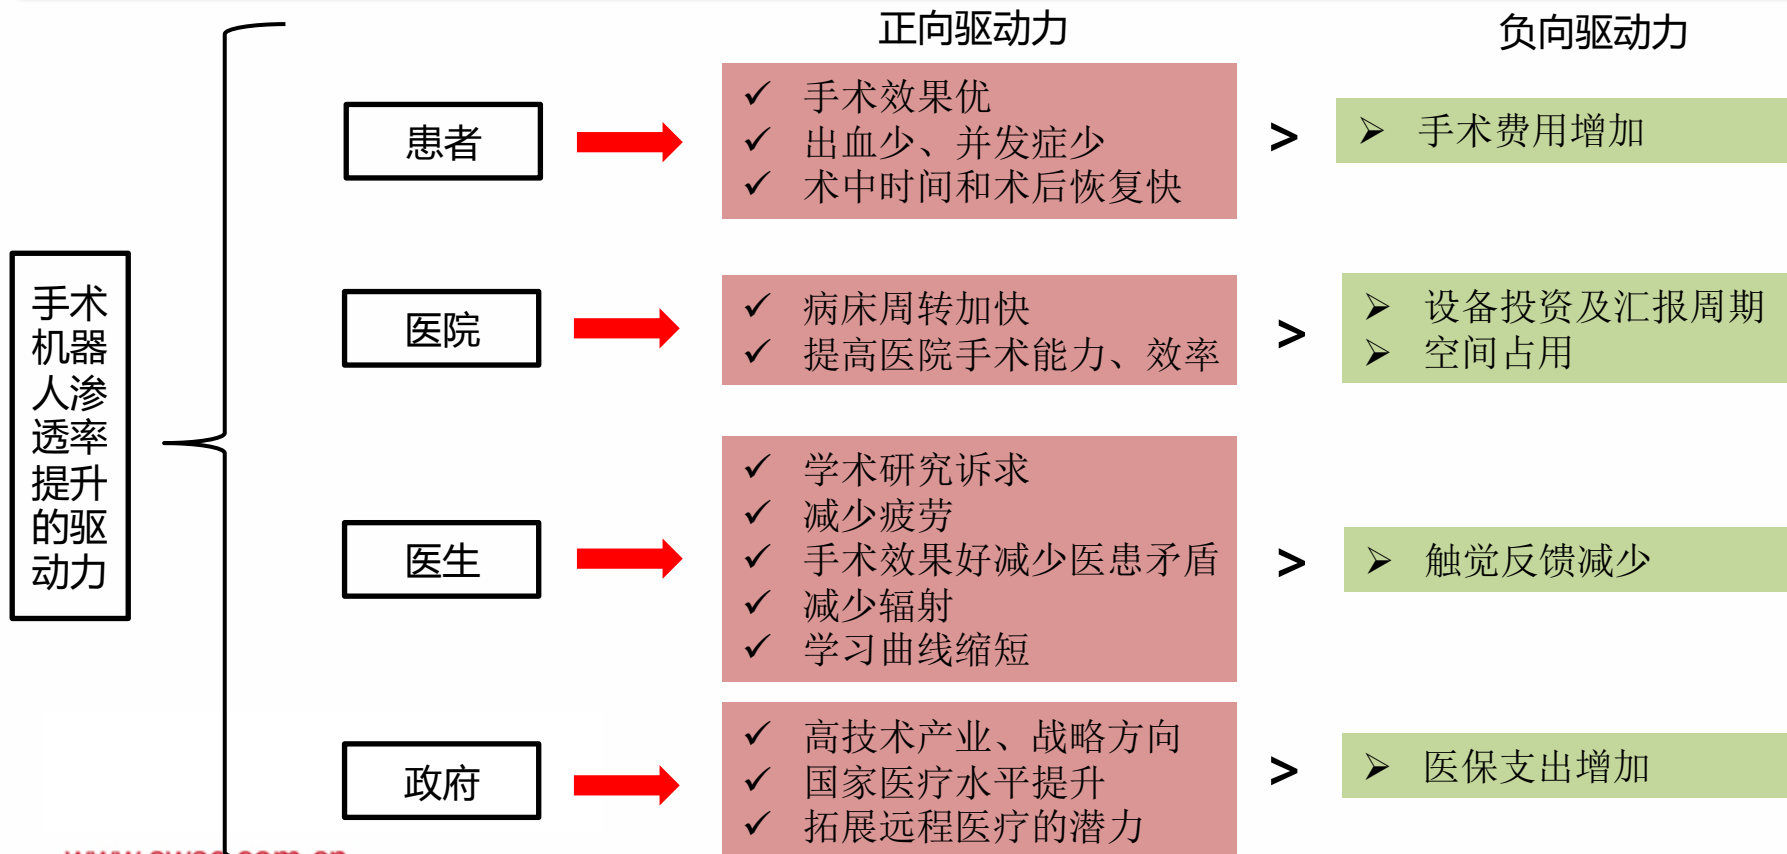 正向驱动力
负向驱动力
手术
机器
人渗
透率
提升
的驱
动力
患者
✓ 手术效果优
✓ 出血少、并发症少
✓ 术中时间和术后恢复快
>
➢ 手术费用增加
医院
✓ 病床周转加快
✓ 提高医院手术能力、效率
>
➢ 设备投资及汇报周期
➢ 空间占用
医生
✓ 学术研究诉求
✓ 减少疲劳
✓ 手术效果好减少医患矛盾
✓ 减少辐射
✓ 学习曲线缩短
>
➢ 触觉反馈减少
政府
✓ 高技术产业、战略方向
✓ 国家医疗水平提升
✓ 拓展远程医疗的潜力
>
➢ 医保支出增加